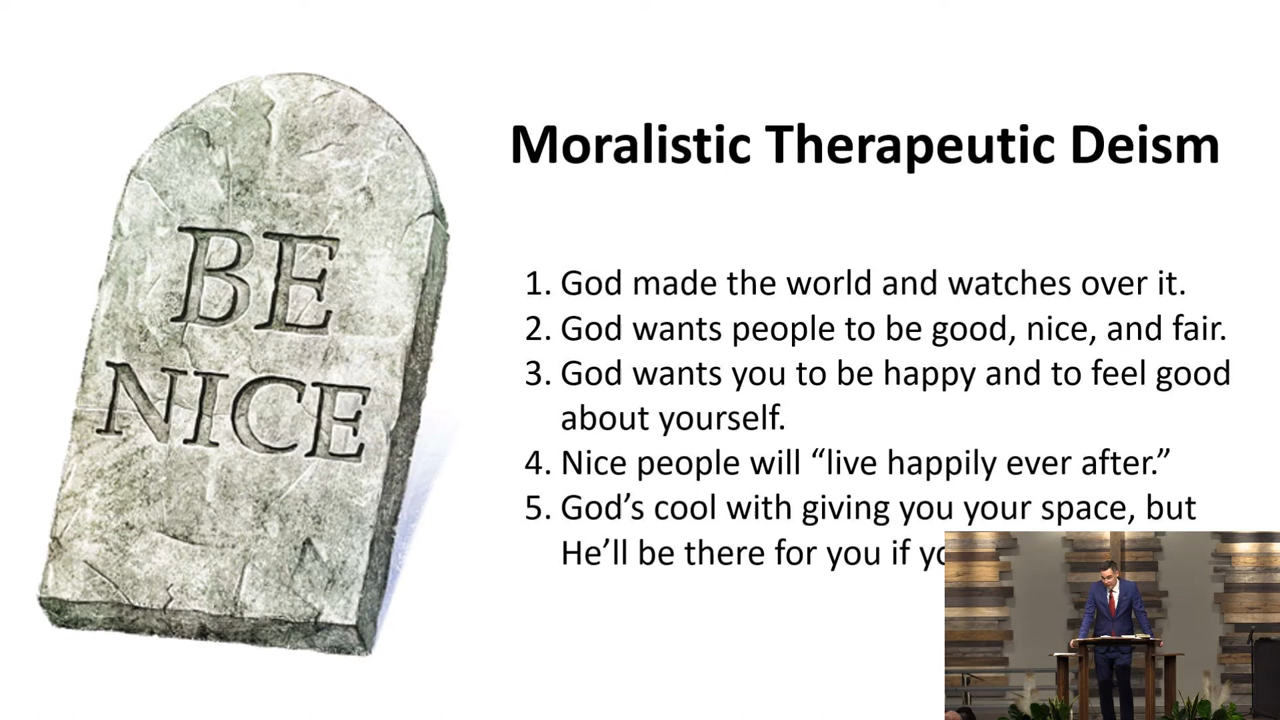 BE
NICE
Moralistic Therapeutic Deism
1. God made the world and watches over it.
2. God wants people to be good, nice, and fair.
3. God wants you to be happy and to feel good
about yourself.
4. Nice people will “live happily ever after.”
5. God’s cool with giving you your space, but
He’ll be there for you if